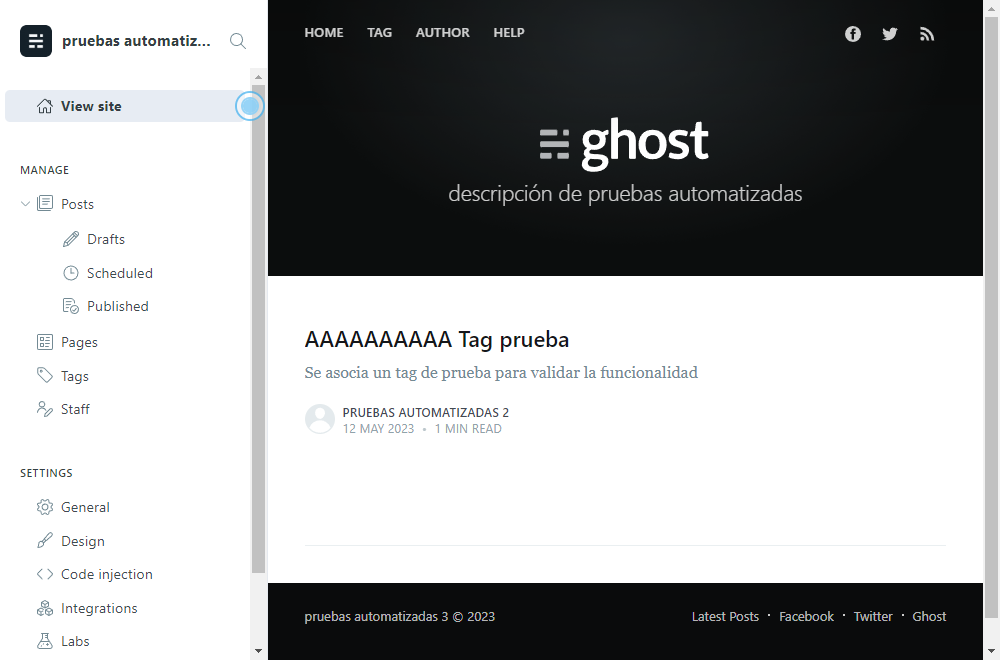 pruebas automatiz...
View site
MANAGE
Posts
Drafts
Scheduled
Published
Pages
Tags
Staff
SETTINGS
General
Design
Code injection
Integrations
Labs
HOME TAG AUTHOR HELP
ghost
descripción de pruebas automatizadas
AAAAAAAAAA Tag prueba
Se asocia un tag de prueba para validar la funcionalidad
PRUEBAS AUTOMATIZADAS 2
12 MAY 2023 • 1 MIN READ
pruebas automatizadas 3 © 2023
Latest Posts · Facebook · Twitter · Ghost